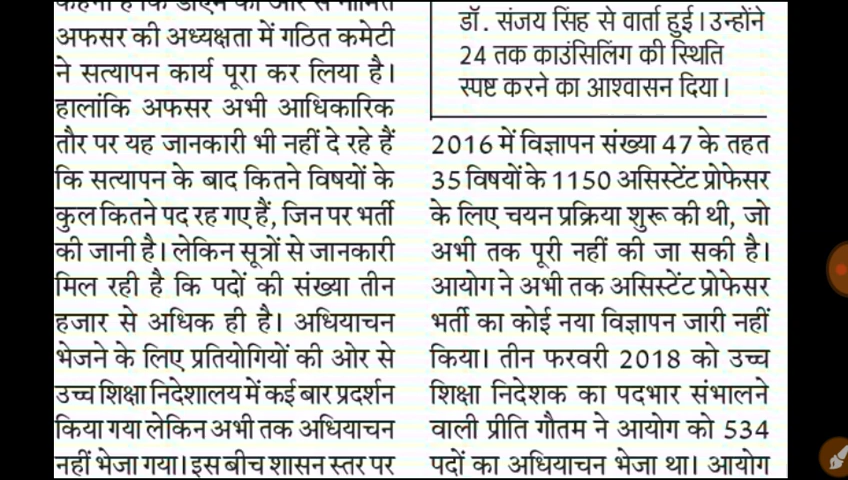 कहना है कि डीएम की ओर से नामित
अफसर की अध्यक्षता में गठित कमेटी
ने सत्यापन कार्य पूरा कर लिया है।
हालांकि अफसर अभी आधिकारिक
तौर पर यह जानकारी भी नहीं दे रहे हैं
कि सत्यापन के बाद कितने विषयों के
कुल कितने पद रह गए हैं, जिन पर भर्ती
की जानी है। लेकिन सूत्रों से जानकारी
मिल रही है कि पदों की संख्या तीन
हजार से अधिक ही है। अधियाचन
भेजने के लिए प्रतियोगियों की ओर से
उच्च शिक्षा निदेशालय में कई बार प्रदर्शन
किया गया लेकिन अभी तक अधियाचन
नहीं भेजा गया। इस बीच शासन स्तर पर
डॉ. संजय सिंह से वार्ता हुई। उन्होंने
24 तक काउंसिलिंग की स्थिति
स्पष्ट करने का आश्वासन दिया।
2016 में विज्ञापन संख्या 47 के तहत
35 विषयों के 1150 असिस्टेंट प्रोफेसर
के लिए चयन प्रक्रिया शुरू की थी, जो
अभी तक पूरी नहीं की जा सकी है।
आयोग ने अभी तक असिस्टेंट प्रोफेसर
भर्ती का कोई नया विज्ञापन जारी नहीं
किया। तीन फरवरी 2018 को उच्च
शिक्षा निदेशक का पदभार संभालने
वाली प्रीति गौतम ने आयोग को 534
पदों का अधियाचन भेजा था। आयोग